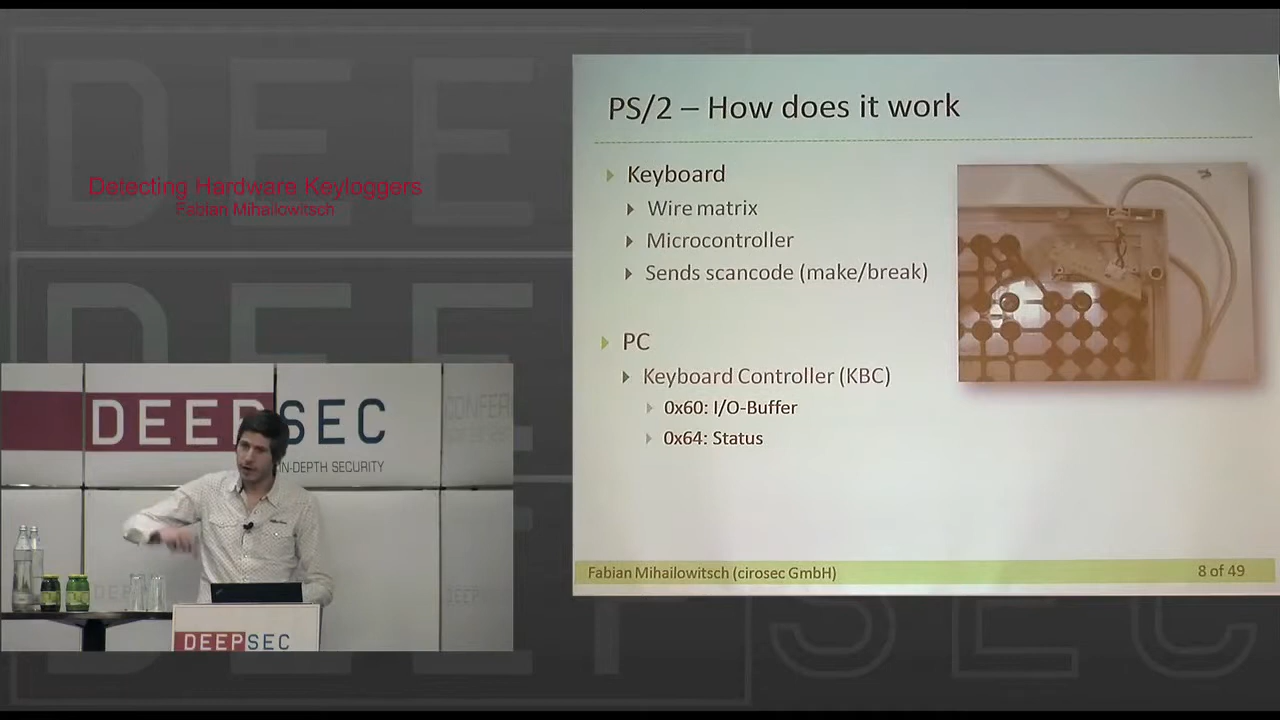 Detecting Hardware Keyloggers
Fabian Mihailowitsch
DEEPSEC
IN-DEPTH SECURITY
DEEPSEC
PS/2 – How does it work
Keyboard
Wire matrix
Microcontroller
Sends scancode (make/break)
PC
Keyboard Controller (KBC)
0x60: I/O-Buffer
0x64: Status
Fabian Mihailowitsch (cirosec GmbH)
8 of 49